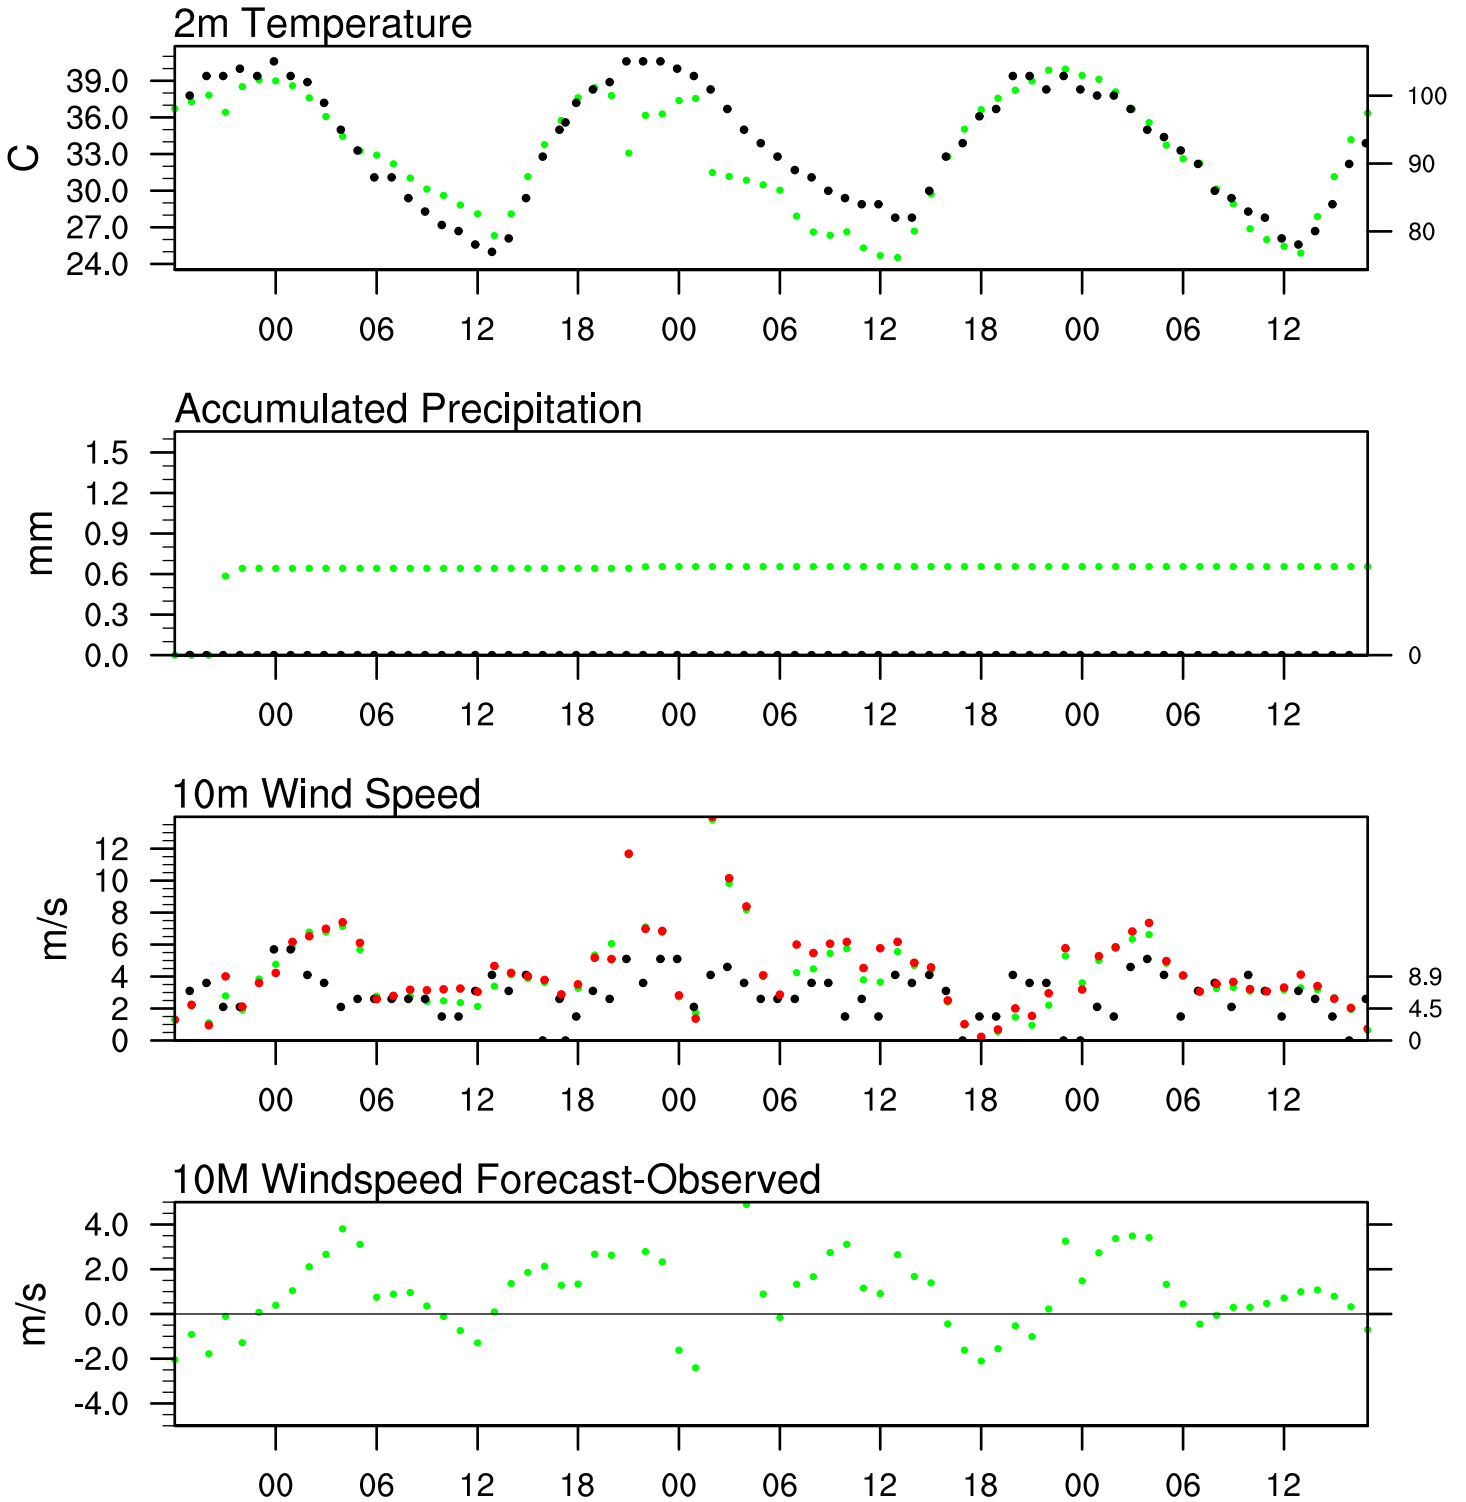 2m Temperature
39.0
36.0
33.0
30.0
27.0
24.0
C
100
90
80
00 06 12 18 00 06 12 18 00 06 12
Accumulated Precipitation
1.5
1.2
0.9
0.6
0.3
0.0
mm
0
00 06 12 18 00 06 12 18 00 06 12
10m Wind Speed
12
10
8
6
4
2
0
m/s
8.9
4.5
0
00 06 12 18 00 06 12 18 00 06 12
10M Windspeed Forecast-Observed
4.0
2.0
0.0
-2.0
-4.0
m/s
00 06 12 18 00 06 12 18 00 06 12